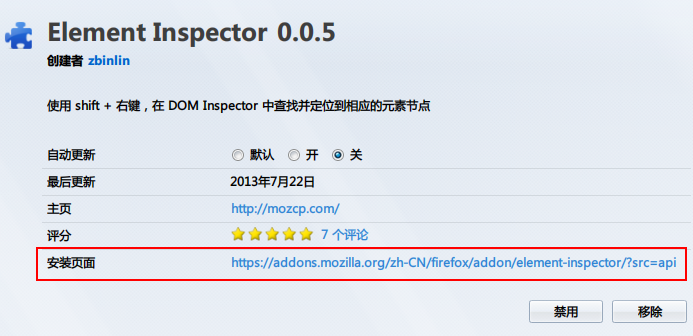 Element Inspector 0.0.5
创建者 zbinlin
使用 shift + 右键，在 DOM Inspector 中查找并定位到相应的元素节点
自动更新 默认 开 关
最后更新 2013年7月22日
主页 http://mozcp.com/
评分 7 个评论
安装页面 https://addons.mozilla.org/zh-CN/firefox/addon/element-inspector/?src=api
禁用 移除